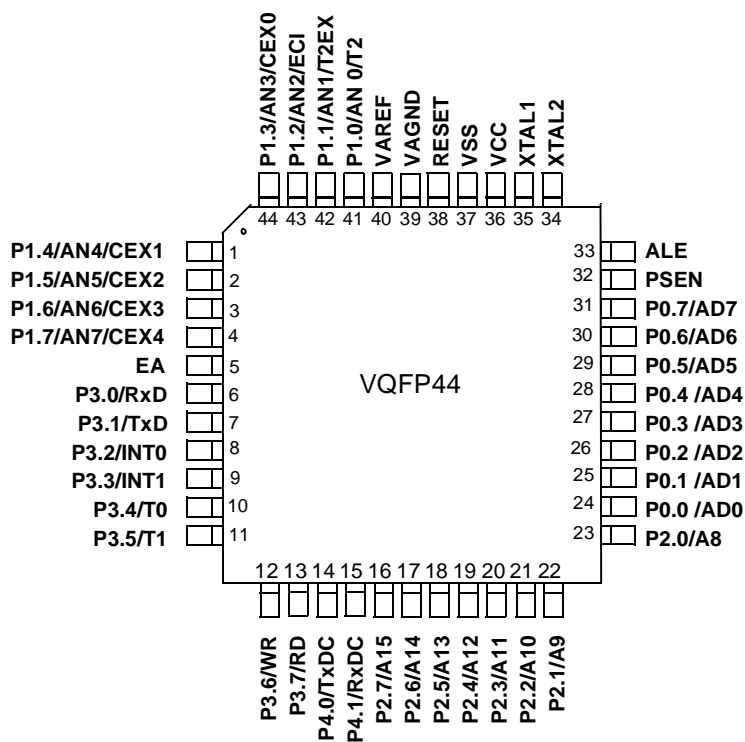 P1.3/AN3/CEX0
P1.2/AN2/ECI
P1.1/AN1/T2EX
P1.0/AN 0/T2
VAREF
VAGND
RESET
VSS
VCC
XTAL1
XTAL2
44 43 42 41 40 39 38 37 36 35 34
P1.4/AN4/CEX1 1
P1.5/AN5/CEX2 2
P1.6/AN6/CEX3 3
P1.7/AN7/CEX4 4
EA 5
P3.0/RxD 6
P3.1/TxD 7
P3.2/INT0 8
P3.3/INT1 9
P3.4/T0 10
P3.5/T1 11
VQFP44
33 ALE
32 PSEN
31 P0.7/AD7
30 P0.6/AD6
29 P0.5/AD5
28 P0.4 /AD4
27 P0.3 /AD3
26 P0.2 /AD2
25 P0.1 /AD1
24 P0.0 /AD0
23 P2.0/A8
12 13 14 15 16 17 18 19 20 21 22
P3.6/WR
P3.7/RD
P4.0/TxDC
P4.1/RxDC
P2.7/A15
P2.6/A14
P2.5/A13
P2.4/A12
P2.3/A11
P2.2/A10
P2.1/A9